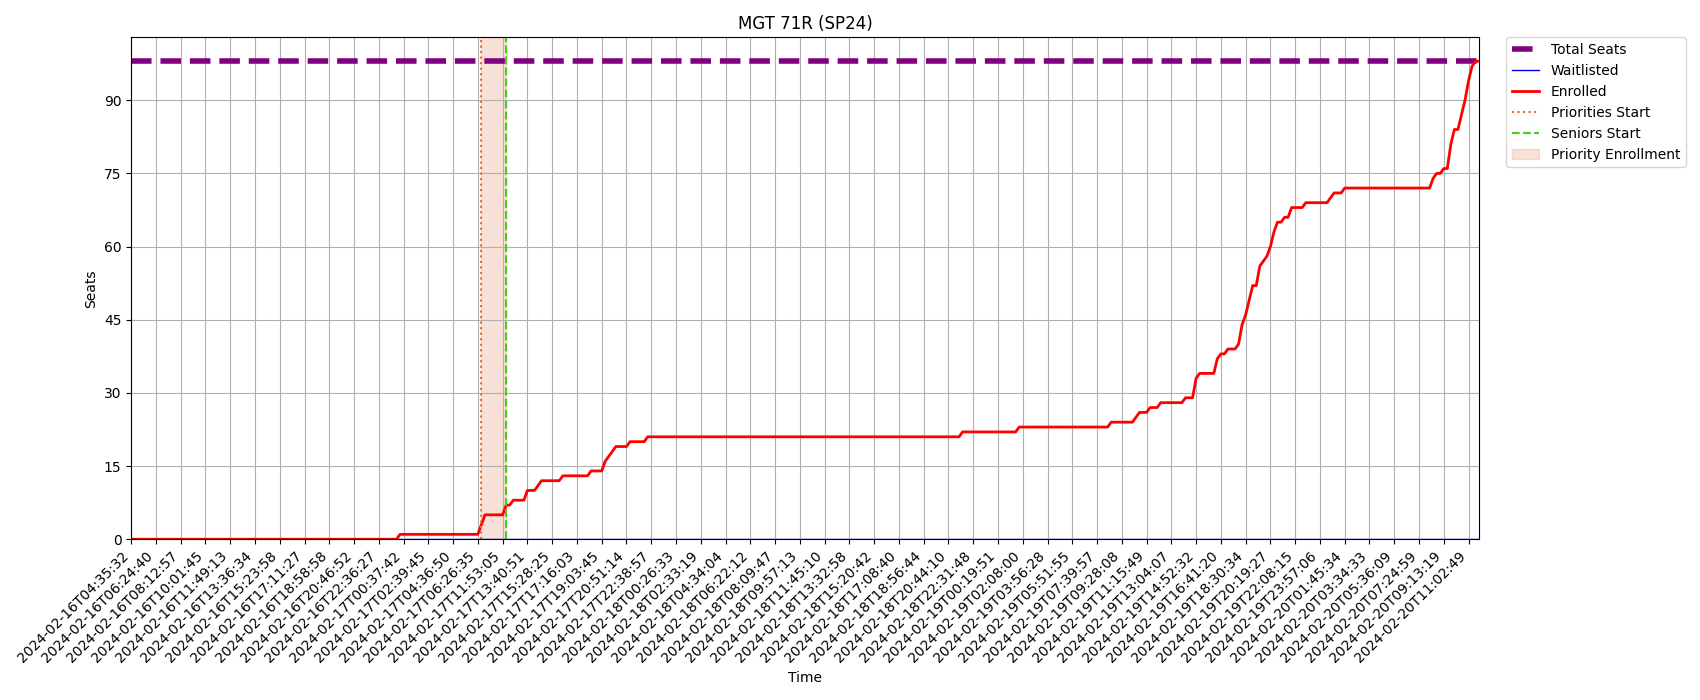 MGT 71R (SP24)
Total Seats
Waitlisted
Enrolled
Priorities Start
Seniors Start
Priority Enrollment
Seats
90
75
60
45
30
15
0
2024-02-16T04:35:32
2024-02-16T06:24:40
2024-02-16T08:12:57
2024-02-16T10:01:45
2024-02-16T11:49:13
2024-02-16T13:36:34
2024-02-16T15:23:58
2024-02-16T17:11:27
2024-02-16T18:58:58
2024-02-16T20:46:52
2024-02-16T22:36:27
2024-02-17T00:37:42
2024-02-17T02:39:45
2024-02-17T04:36:50
2024-02-17T06:26:35
2024-02-17T11:53:05
2024-02-17T13:40:51
2024-02-17T15:28:25
2024-02-17T17:16:03
2024-02-17T19:03:45
2024-02-17T20:51:14
2024-02-17T22:38:57
2024-02-18T00:26:33
2024-02-18T02:33:19
2024-02-18T04:34:04
2024-02-18T06:22:12
2024-02-18T08:09:47
2024-02-18T09:57:13
2024-02-18T11:45:10
2024-02-18T13:32:58
2024-02-18T15:20:42
2024-02-18T17:08:40
2024-02-18T18:56:44
2024-02-18T20:44:10
2024-02-18T22:31:48
2024-02-19T00:19:51
2024-02-19T02:08:00
2024-02-19T03:56:28
2024-02-19T05:51:55
2024-02-19T07:39:57
2024-02-19T09:28:08
2024-02-19T11:15:49
2024-02-19T13:04:07
2024-02-19T14:52:32
2024-02-19T16:41:20
2024-02-19T18:30:34
2024-02-19T20:19:27
2024-02-19T22:08:15
2024-02-19T23:57:06
2024-02-20T01:45:34
2024-02-20T03:34:33
2024-02-20T05:36:09
2024-02-20T07:24:59
2024-02-20T09:13:19
2024-02-20T11:02:49
Time